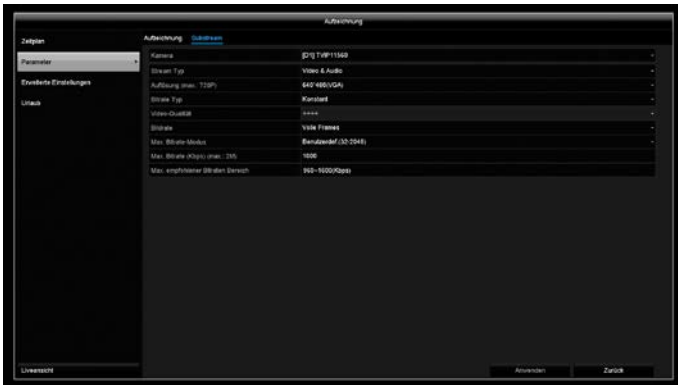 Aufzeichnung
Zeitplan
Parameter
Erweiterte Einstellungen
Urlaub
Aufzeichnung Substream
Kamera [D1] TVIP11560
Stream Typ Video & Audio
Auflösung (max.: 720P) 640*480(VGA)
Bitrate Typ Konstant
Video-Qualität ++++
Bildrate Volle Frames
Max. Bitrate-Modus Benutzerdef.(32-2048)
Max. Bitrate (Kbps) (max.: 2M) 1000
Max. empfohlener Bitraten Bereich 960~1600(Kbps)
Liveansicht
Anwenden Zurück